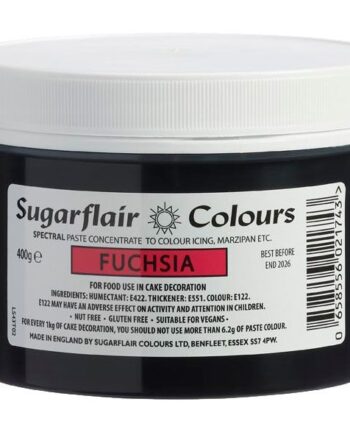 Sugarflair Colours
SPECTRAL PASTE CONCENTRATE TO COLOUR ICING, MARZIPAN ETC.
400g℮
FUCHSIA
BEST BEFORE
END 2026
FOR FOOD USE IN CAKE DECORATION
INGREDIENTS: HUMECTANT: E422. THICKENER: E551. COLOUR: E122.
E122 MAY HAVE ADVERSE EFFECT ON ACTIVITY AND ATTENTION IN CHILDREN.
• NUT FREE • GLUTEN FREE • SUITABLE FOR VEGANS •
FOR EVERY 1KG OF CAKE DECORATION, YOU SHOULD NOT USE MORE THAN 6.2g OF PASTE COLOUR.
MADE IN ENGLAND BY SUGARFLAIR COLOURS LTD, BENFLEET, ESSEX SS7 4PW.
0 658556 021743 >